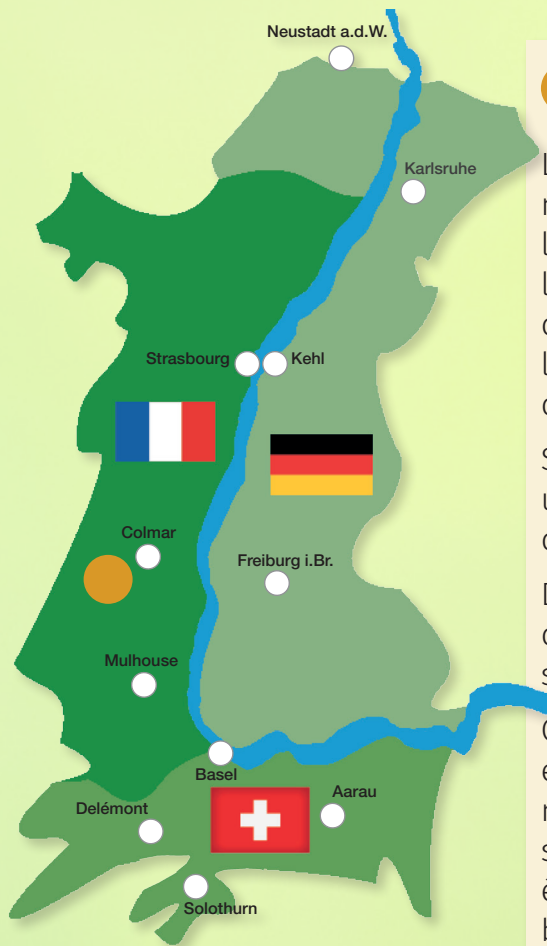 Neustadt a.d.W.
Karlsruhe
Strasbourg
Kehl
Colmar
Freiburg i.Br.
Mulhouse
Basel
Delémont
Aarau
Solothurn